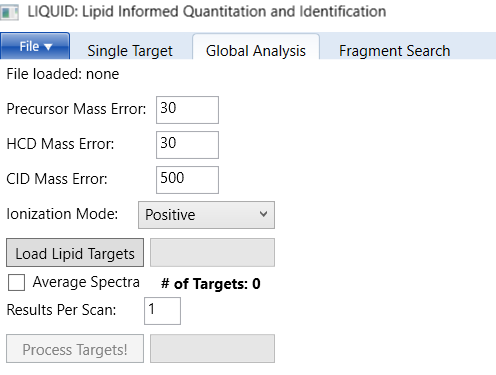 LIQUID: Lipid Informed Quantitation and Identification
File Single Target Global Analysis Fragment Search
File loaded: none
Precursor Mass Error: 30
HCD Mass Error: 30
CID Mass Error: 500
Ionization Mode: Positive
Load Lipid Targets
Average Spectra # of Targets: 0
Results Per Scan: 1
Process Targets!